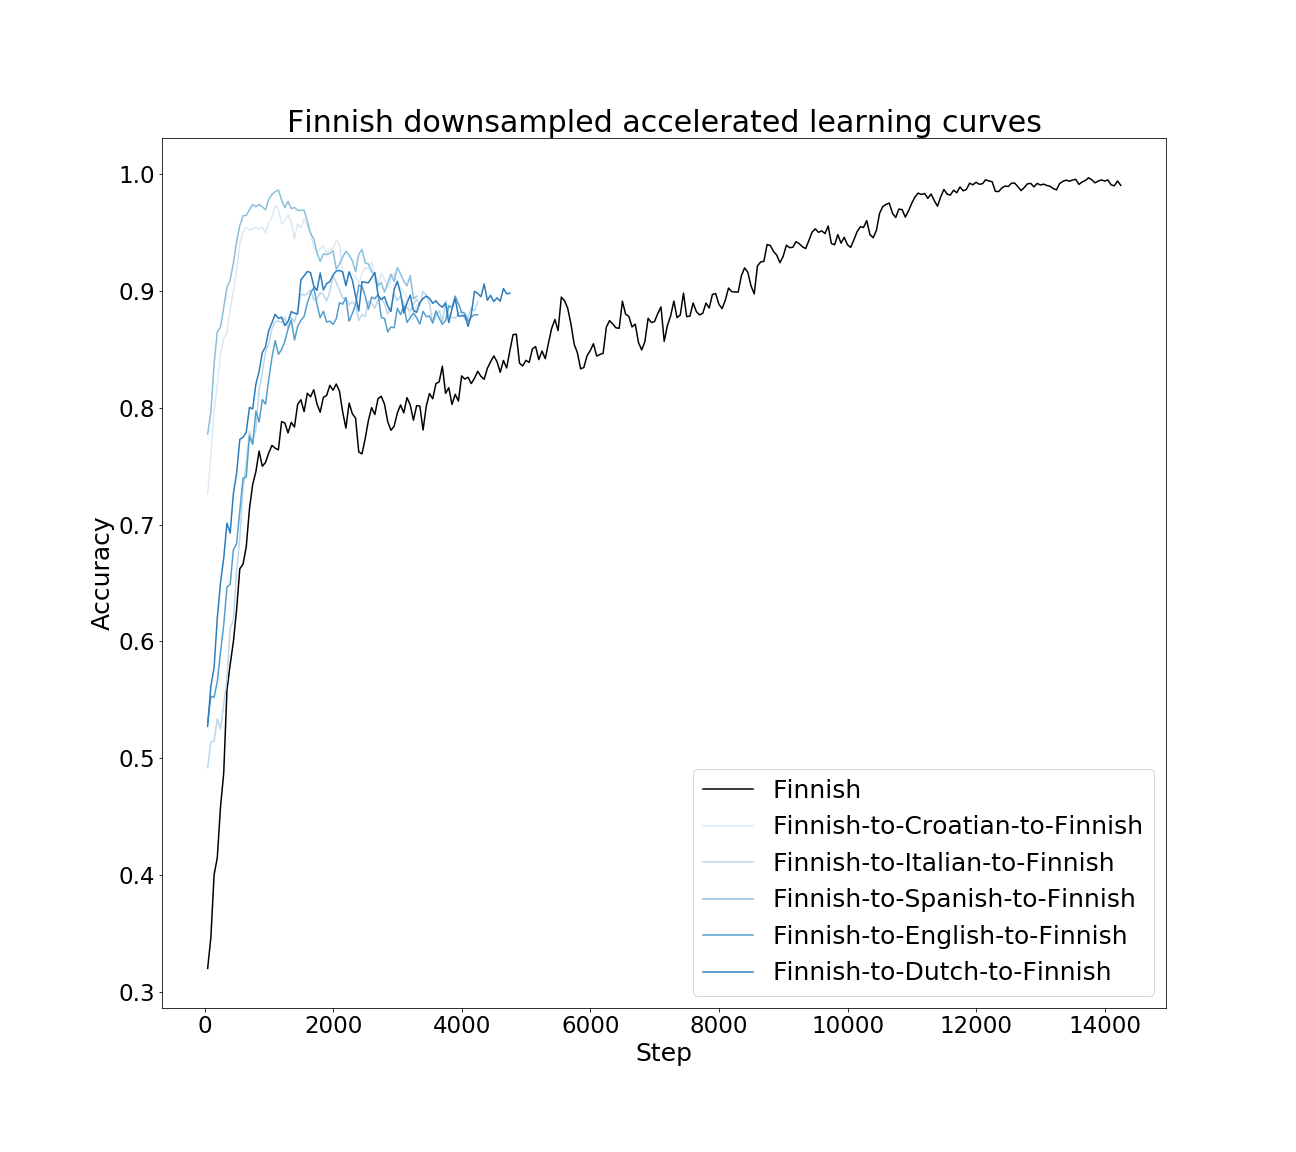 Finnish downsampled accelerated learning curves
1.0
0.9
0.8
0.7
0.6
0.5
0.4
0.3
Accuracy
0 2000 4000 6000 8000 10000 12000 14000
Step
Finnish
Finnish-to-Croatian-to-Finnish
Finnish-to-Italian-to-Finnish
Finnish-to-Spanish-to-Finnish
Finnish-to-English-to-Finnish
Finnish-to-Dutch-to-Finnish